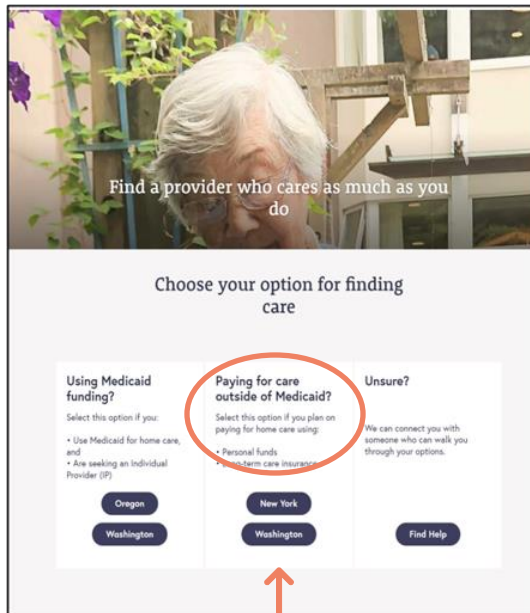 Find a provider who cares as much as you
do
Choose your option for finding
care
Using Medicaid
funding?
Select this option if you:
• Use Medicaid for home care,
and
• Are seeking an Individual
Provider (IP)
Oregon
Washington
Paying for care
outside of Medicaid?
Select this option if you plan on
paying for home care using:
• Personal funds
• Long-term care insurance
New York
Washington
Unsure?
We can connect you with
someone who can walk you
through your options.
Find Help